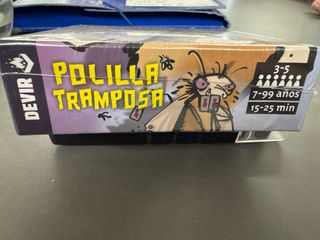 DEVIR
POLILLA
TRAMPOSA
3-5
7-99 años
15-25 min